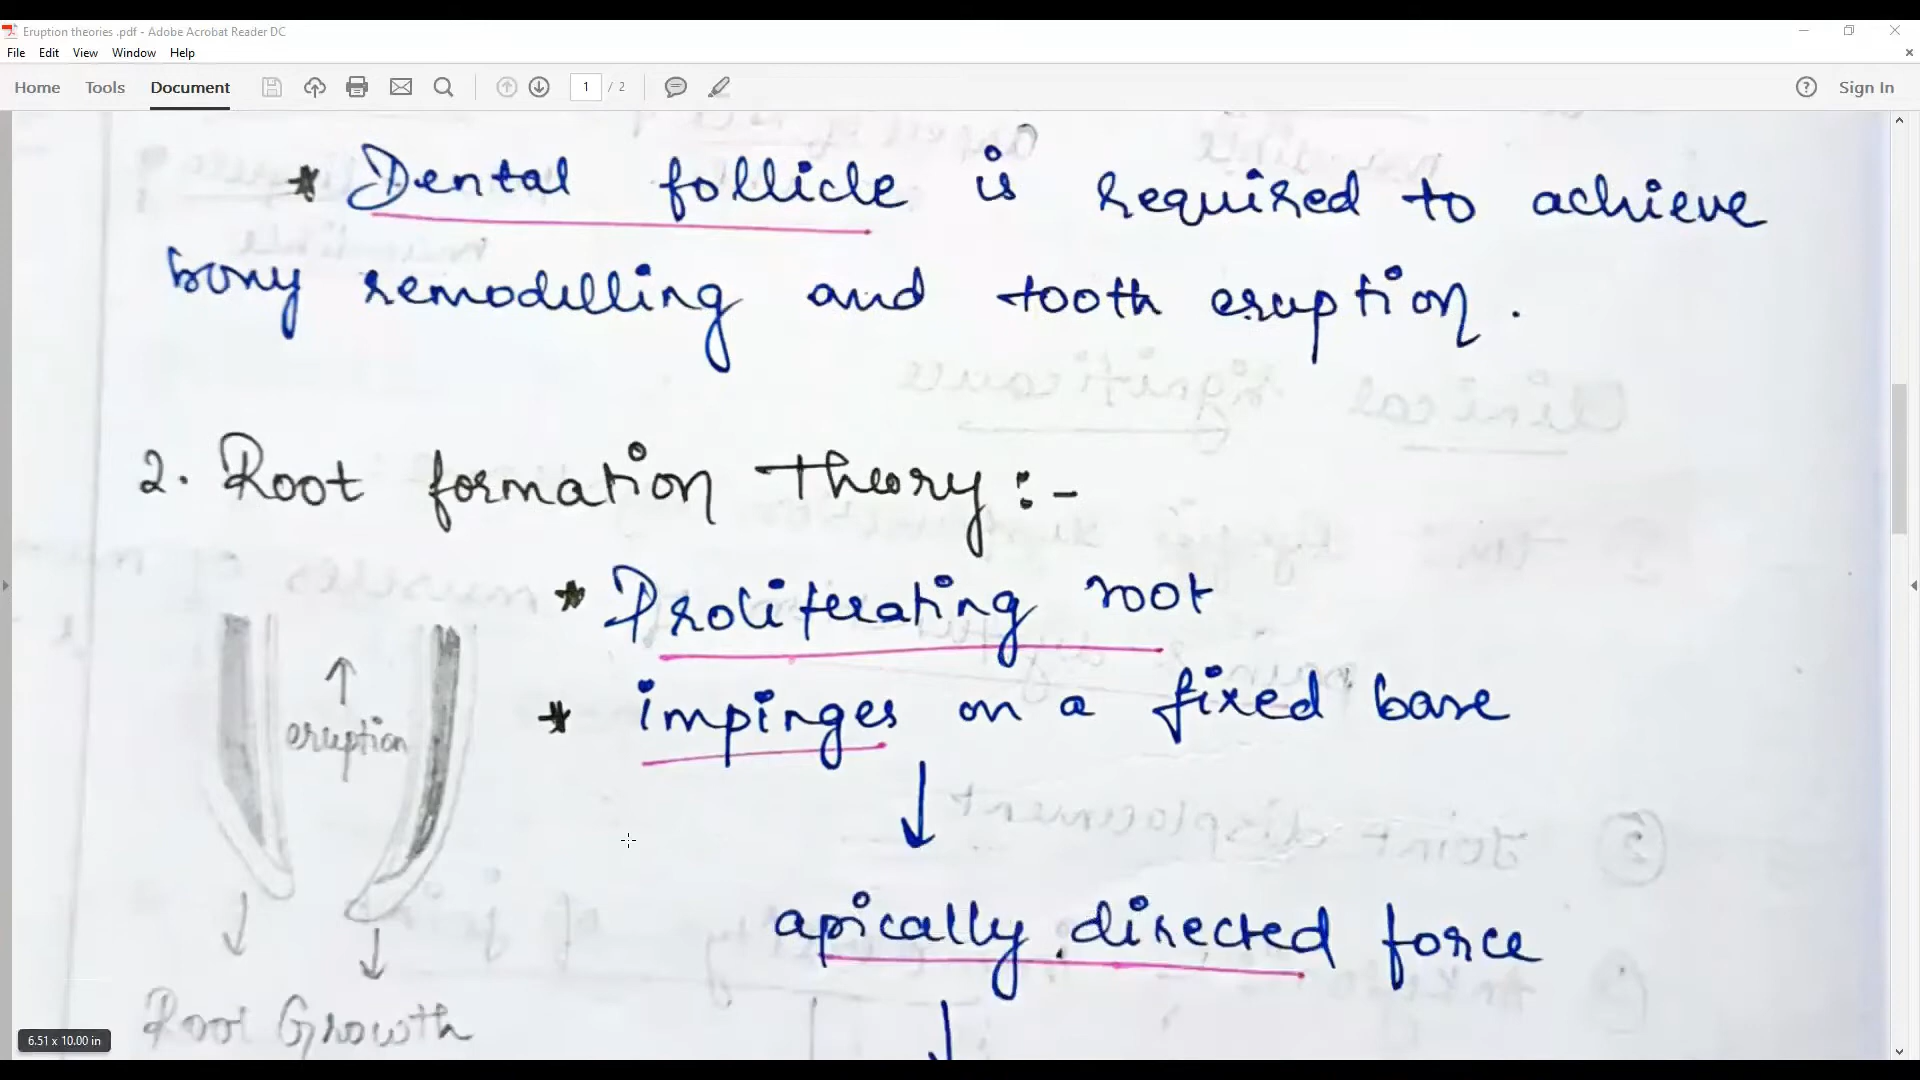 Eruption theories .pdf - Adobe Acrobat Reader DC
File Edit View Window Help
Home Tools Document 1 / 2 Sign In
* Dental follicle is required to achieve
bony remodelling and tooth eruption.
2. Root formation Theory :-
* Proliferating root
* impinges on a fixed base
eruption
apically directed force
Root Growth
6.51 x 10.00 in